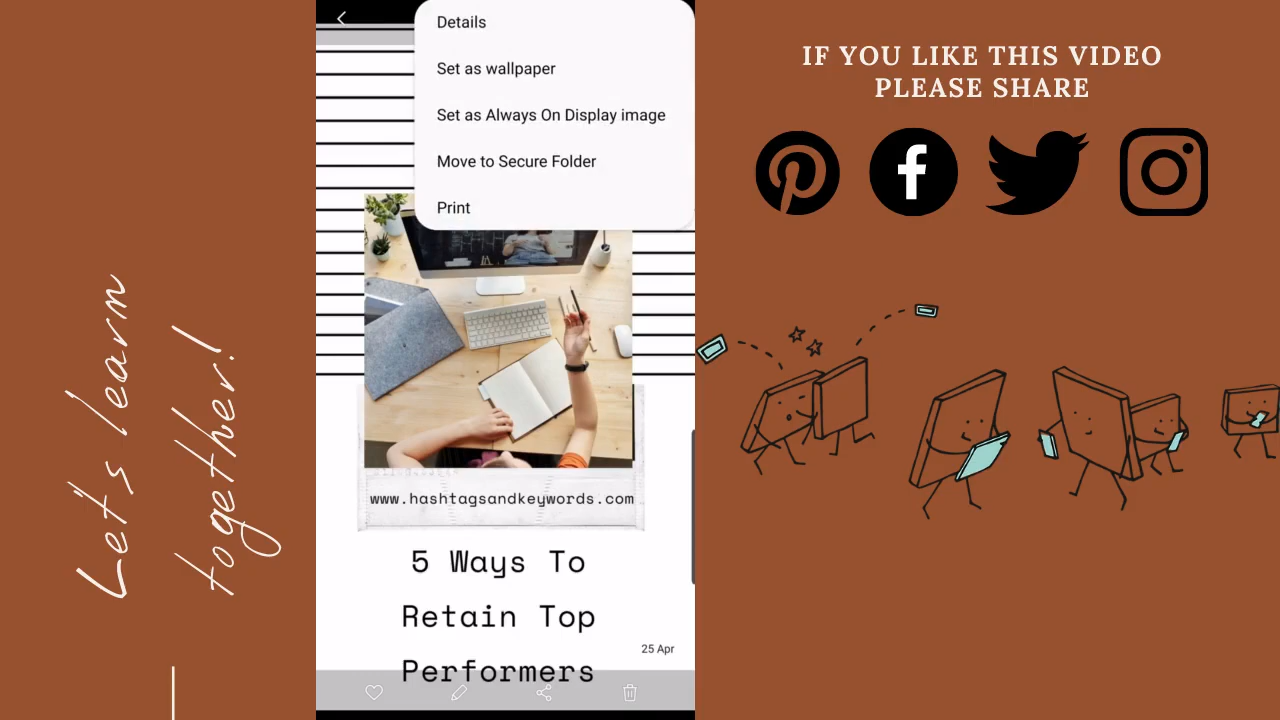 Let's learn
together!
Details
Set as wallpaper
Set as Always On Display image
Move to Secure Folder
Print
www.hashtagsandkeywords.com
5 Ways To
Retain Top
25 Apr
Performers
IF YOU LIKE THIS VIDEO
PLEASE SHARE